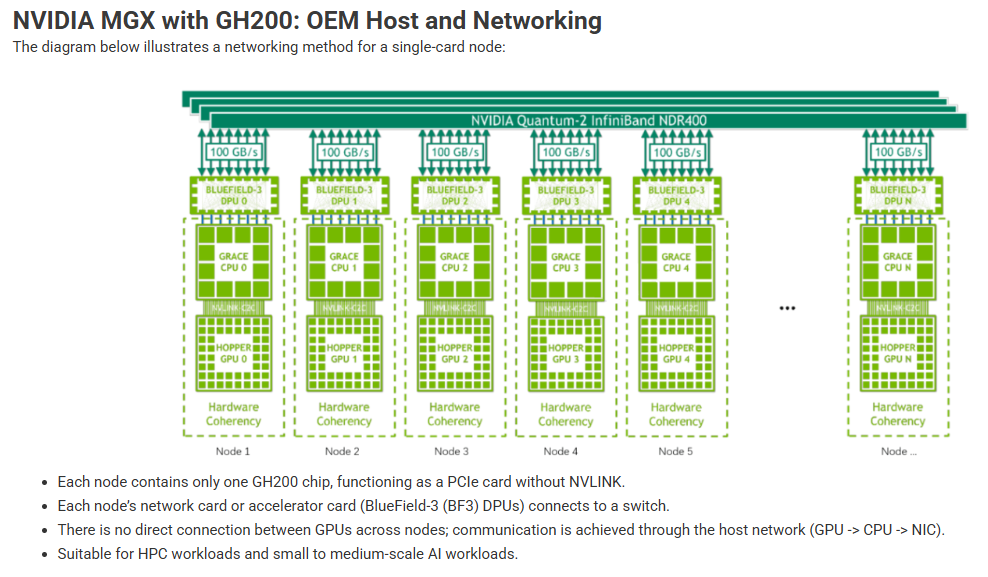 NVIDIA MGX with GH200: OEM Host and Networking
The diagram below illustrates a networking method for a single-card node:
NVIDIA Quantum-2 InfiniBand NDR400
100 GB/s 100 GB/s 100 GB/s 100 GB/s 100 GB/s 100 GB/s
BLUEFIELD-3 BLUEFIELD-3 BLUEFIELD-3 BLUEFIELD-3 BLUEFIELD-3 BLUEFIELD-3
DPU 0 DPU 1 DPU 2 DPU 3 DPU 4 DPU N
GRACE GRACE GRACE GRACE GRACE GRACE
CPU 0 CPU 1 CPU 2 CPU 3 CPU 4 CPU N
NVLINK-C2C NVLINK-C2C NVLINK-C2C NVLINK-C2C NVLINK-C2C NVLINK-C2C
HOPPER HOPPER HOPPER HOPPER HOPPER HOPPER
GPU 0 GPU 1 GPU 2 GPU 3 GPU 4 GPU N
...
Hardware Hardware Hardware Hardware Hardware Hardware
Coherency Coherency Coherency Coherency Coherency Coherency
Node 1 Node 2 Node 3 Node 4 Node 5 Node ...
• Each node contains only one GH200 chip, functioning as a PCIe card without NVLINK.
• Each node's network card or accelerator card (BlueField-3 (BF3) DPUs) connects to a switch.
• There is no direct connection between GPUs across nodes; communication is achieved through the host network (GPU -> CPU -> NIC).
• Suitable for HPC workloads and small to medium-scale AI workloads.